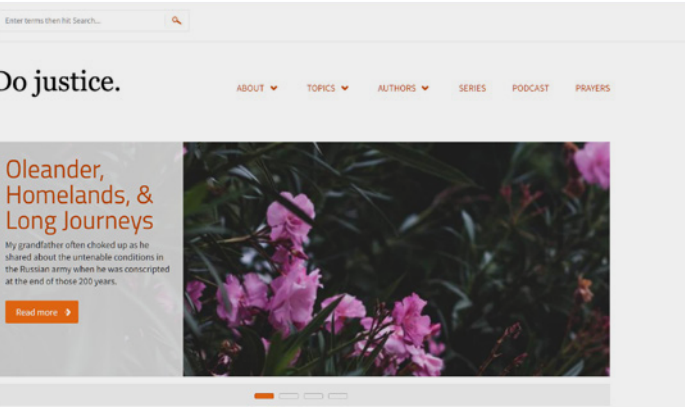 Enter terms then hit Search...
Do justice.
ABOUT TOPICS AUTHORS SERIES PODCAST PRAYERS
Oleander,
Homelands, &
Long Journeys
My grandfather often choked up as he
shared about the untenable conditions in
the Russian army when he was conscripted
at the end of those 200 years.
Read more